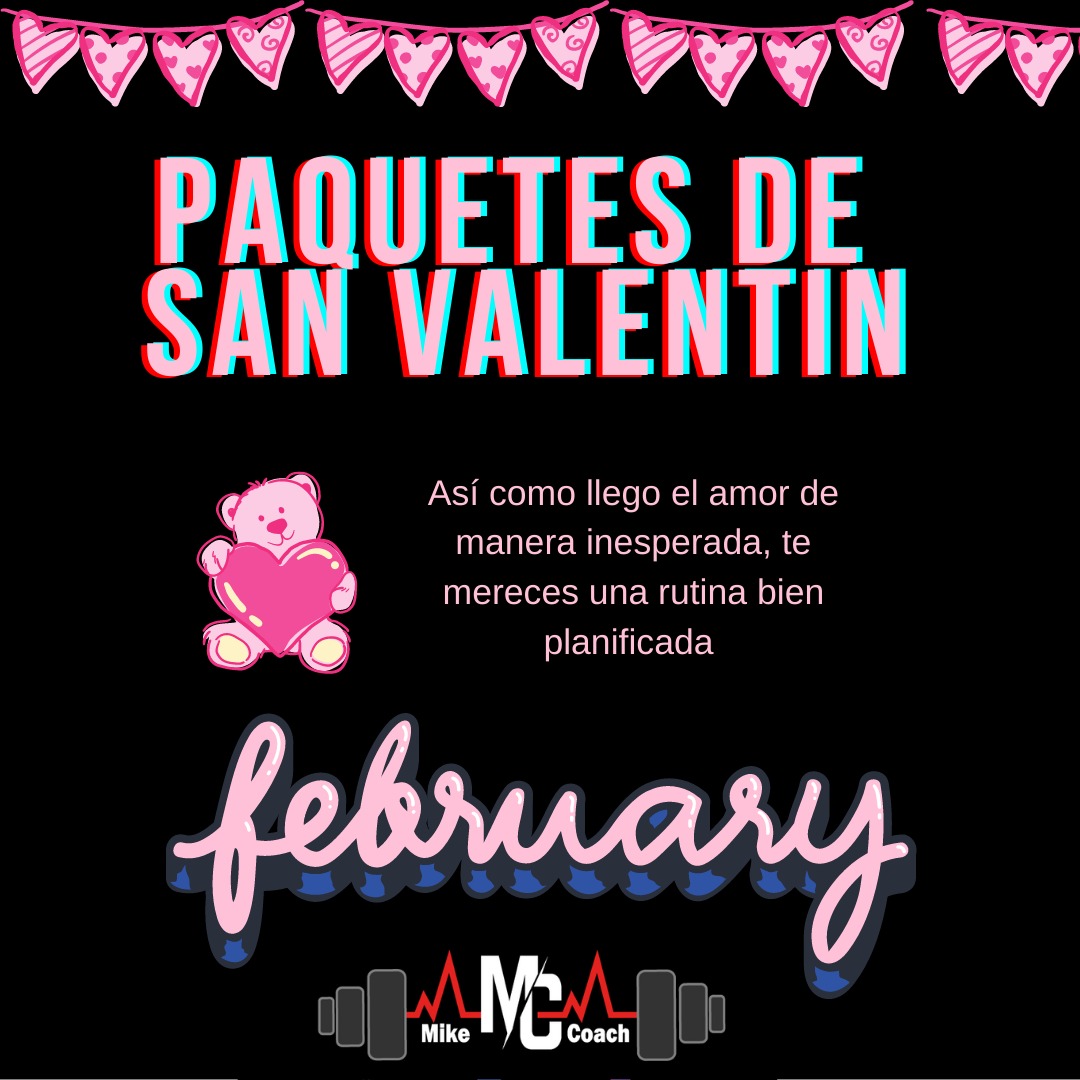 PAQUETES DE
SAN VALENTIN
Así como llego el amor de
manera inesperada, te
mereces una rutina bien
planificada
february
MC
Mike Coach